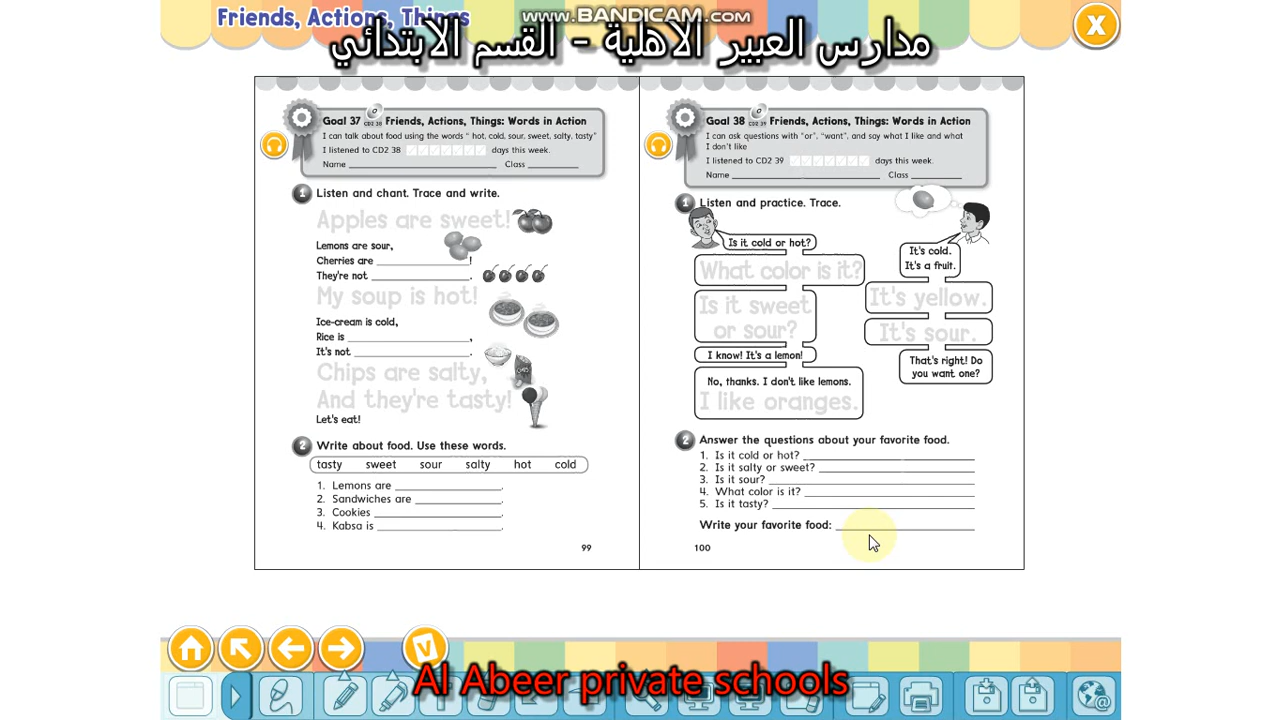 Friends, Actions, Things
www.BANDICAM.com
X
مدارس العبير الاهلية - القسم الابتدائي
Goal 37 CD2 38 Friends, Actions, Things: Words in Action
I can talk about food using the words " hot, cold, sour, sweet, salty, tasty"
I listened to CD2 38 days this week.
Name Class
1 Listen and chant. Trace and write.
Apples are sweet!
Lemons are sour,
Cherries are !
They're not .
My soup is hot!
Ice-cream is cold,
Rice is ,
It's not .
Chips are salty,
And they're tasty!
Let's eat!
2 Write about food. Use these words.
tasty sweet sour salty hot cold
1. Lemons are .
2. Sandwiches are .
3. Cookies .
4. Kabsa is .
99
Goal 38 CD2 39 Friends, Actions, Things: Words in Action
I can ask questions with "or", "want", and say what I like and what
I don't like
I listened to CD2 39 days this week.
Name Class
1 Listen and practice. Trace.
Is it cold or hot?
It's cold.
It's a fruit.
What color is it?
It's yellow.
Is it sweet
or sour?
It's sour.
I know! It's a lemon!
That's right! Do
you want one?
No, thanks. I don't like lemons.
I like oranges.
2 Answer the questions about your favorite food.
1. Is it cold or hot?
2. Is it salty or sweet?
3. Is it sour?
4. What color is it?
5. Is it tasty?
Write your favorite food:
100
V
Al Abeer private schools